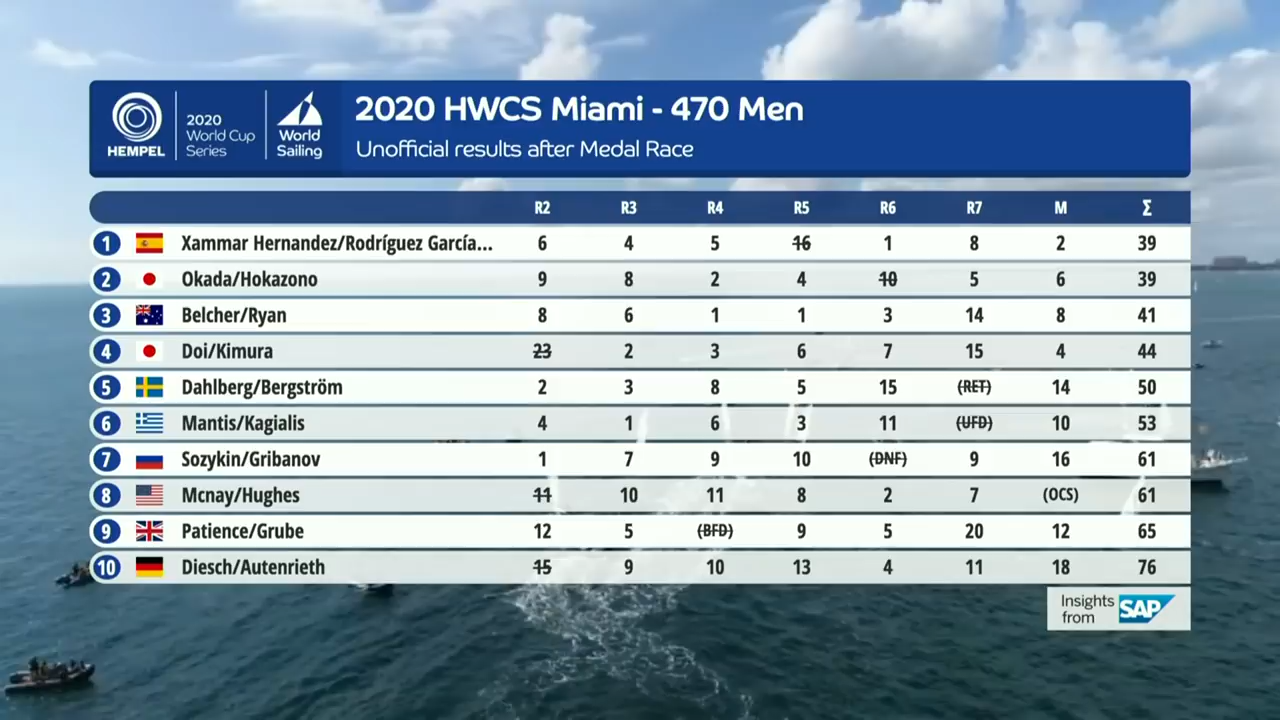 HEMPEL
2020
World Cup
Series
World
Sailing
2020 HWCS Miami - 470 Men
Unofficial results after Medal Race
R2 R3 R4 R5 R6 R7 M Σ
1 Xammar Hernandez/Rodríguez García... 6 4 5 16 1 8 2 39
2 Okada/Hokazono 9 8 2 4 10 5 6 39
3 Belcher/Ryan 8 6 1 1 3 14 8 41
4 Doi/Kimura 23 2 3 6 7 15 4 44
5 Dahlberg/Bergström 2 3 8 5 15 (RET) 14 50
6 Mantis/Kagialis 4 1 6 3 11 (UFD) 10 53
7 Sozykin/Gribanov 1 7 9 10 (DNF) 9 16 61
8 Mcnay/Hughes 11 10 11 8 2 7 (OCS) 61
9 Patience/Grube 12 5 (BFD) 9 5 20 12 65
10 Diesch/Autenrieth 15 9 10 13 4 11 18 76
Insights
from SAP